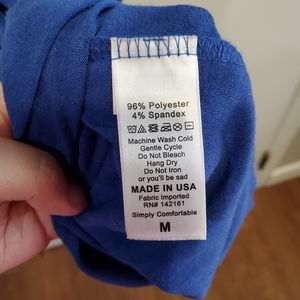 96% Polyester
4% Spandex
Machine Wash Cold
Gentle Cycle
Do Not Bleach
Hang Dry
Do Not Iron
or you'll be sad
MADE IN USA
Fabric Imported
RN# 142161
Simply Comfortable
M